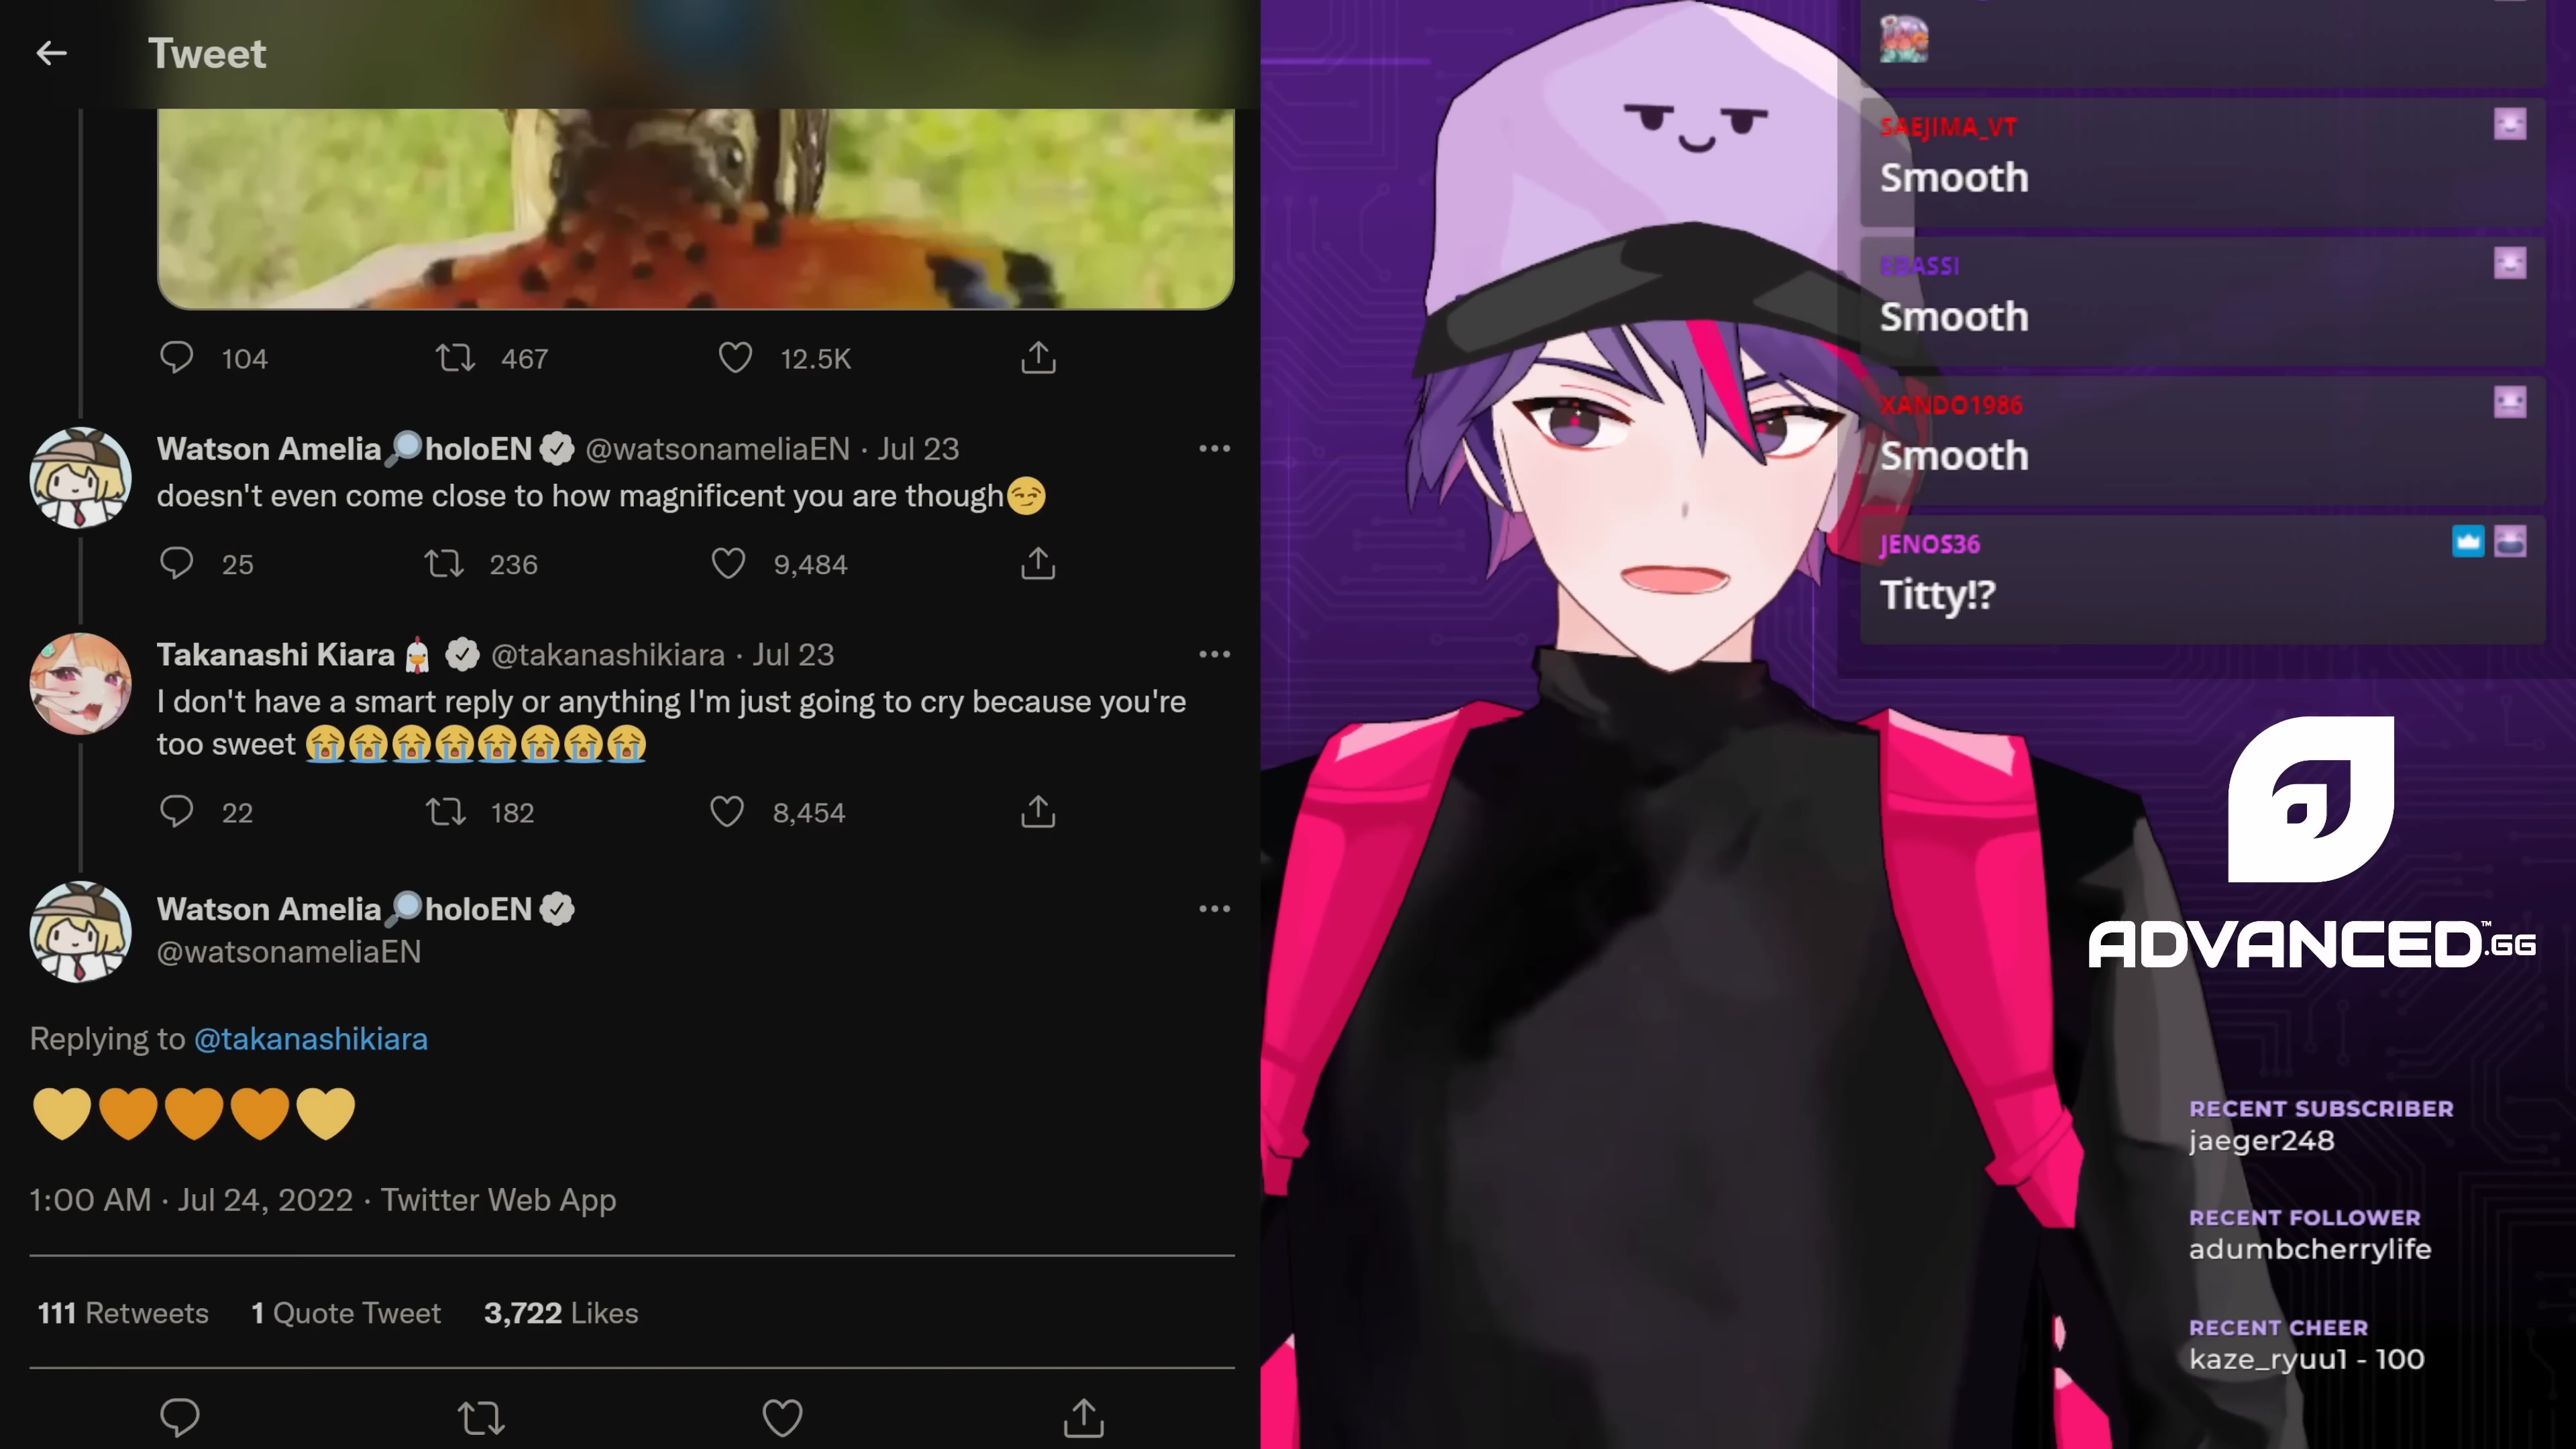 Tweet
104 467 12.5K
Watson Amelia🔎holoEN @watsonameliaEN · Jul 23
doesn't even come close to how magnificent you are though😏
25 236 9,484
Takanashi Kiara🐔 @takanashikiara · Jul 23
I don't have a smart reply or anything I'm just going to cry because you're
too sweet 😭😭😭😭😭😭😭😭
22 182 8,454
Watson Amelia🔎holoEN
@watsonameliaEN
Replying to @takanashikiara
💛🧡🧡🧡💛
1:00 AM · Jul 24, 2022 · Twitter Web App
111 Retweets 1 Quote Tweet 3,722 Likes
SAEJIMA_VT
Smooth
EBASSI
Smooth
XANDO1986
Smooth
JENOS36
Titty!?
ADVANCED™.GG
RECENT SUBSCRIBER
jaeger248
RECENT FOLLOWER
adumbcherrylife
RECENT CHEER
kaze_ryuu1 - 100